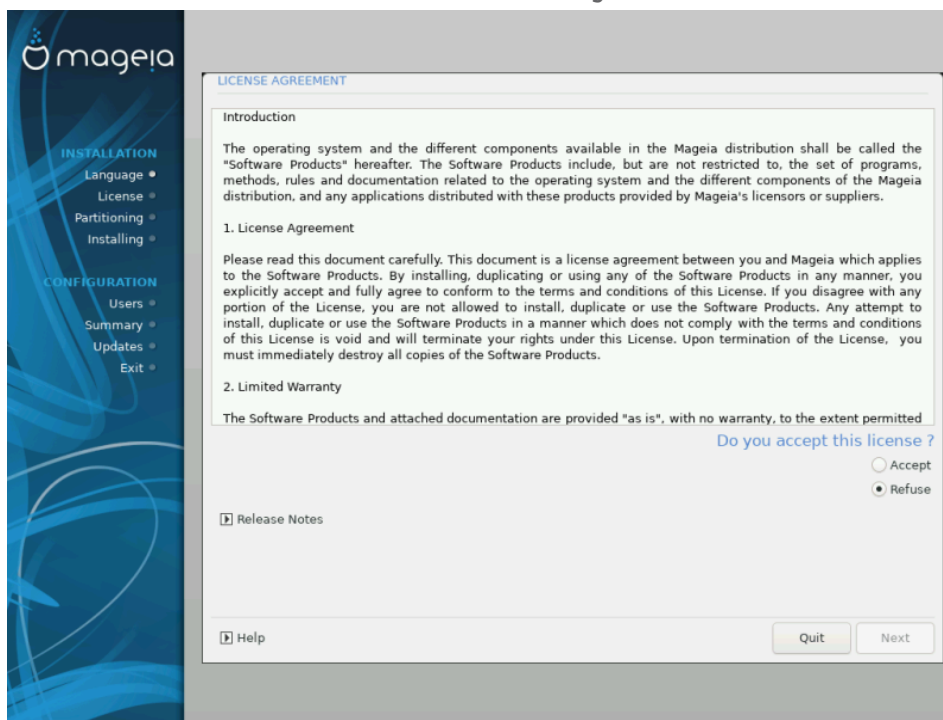 mageia
INSTALLATION
Language
License
Partitioning
Installing
CONFIGURATION
Users
Summary
Updates
Exit
LICENSE AGREEMENT
Introduction
The operating system and the different components available in the Mageia distribution shall be called the
"Software Products" hereafter. The Software Products include, but are not restricted to, the set of programs,
methods, rules and documentation related to the operating system and the different components of the Mageia
distribution, and any applications distributed with these products provided by Mageia's licensors or suppliers.
1. License Agreement
Please read this document carefully. This document is a license agreement between you and Mageia which applies
to the Software Products. By installing, duplicating or using any of the Software Products in any manner, you
explicitly accept and fully agree to conform to the terms and conditions of this License. If you disagree with any
portion of the License, you are not allowed to install, duplicate or use the Software Products. Any attempt to
install, duplicate or use the Software Products in a manner which does not comply with the terms and conditions
of this License is void and will terminate your rights under this License. Upon termination of the License, you
must immediately destroy all copies of the Software Products.
2. Limited Warranty
The Software Products and attached documentation are provided "as is", with no warranty, to the extent permitted
Do you accept this license ?
Accept
Refuse
Release Notes
Help
Quit
Next